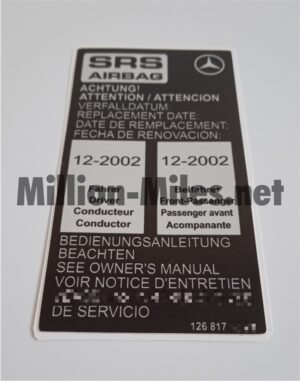 SRS
AIRBAG
ACHTUNG!
ATTENTION / ATTENCION
VERFALLDATUM:
REPLACEMENT DATE:
DATE DE REMPLACEMENT:
FECHA DE RENOVACION:
12-2002 12-2002
Million-Miles.net
Fahrer Beifahrer
Driver Front-Passenger
Conducteur Passenger avant
Conductor Acompanante
BEDIENUNGSANLEITUNG
BEACHTEN
SEE OWNER'S MANUAL
VOIR NOTICE D'ENTRETIEN
DE SERVICIO
126 817